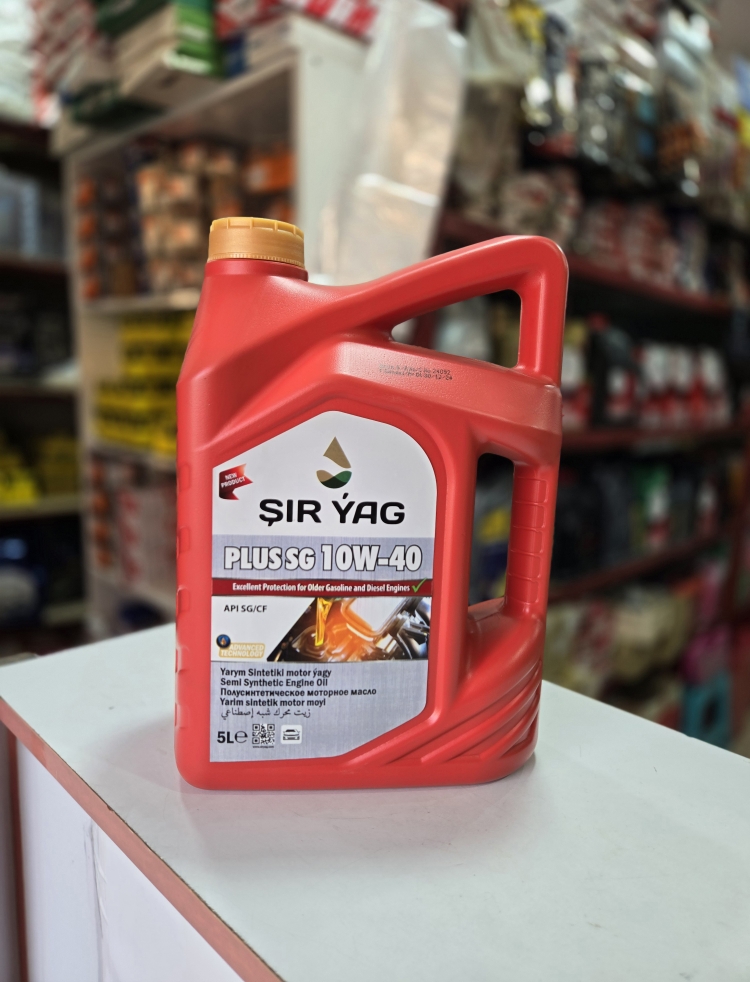 NEW
PRODUCT
ŞIR ÝAG
PLUS SG 10W-40
Excellent Protection for Older Gasoline and Diesel Engines
API SG/CF
ADVANCED
TECHNOLOGY
Yarym Sintetiki motor ýagy
Semi Synthetic Engine Oil
Полусинтетическое моторное масло
Yarim sintetik motor moyi
زيت محرك شبه إصطناعي
5L℮